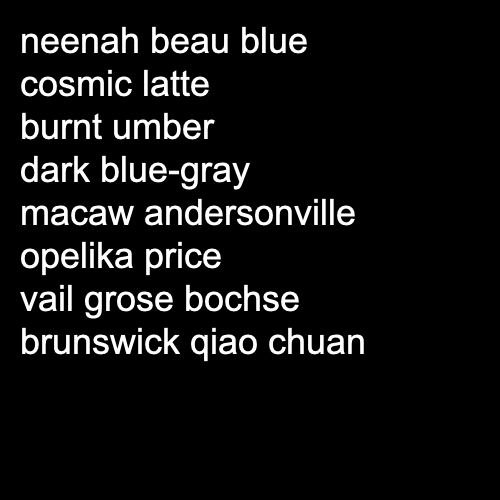 neenah beau blue
cosmic latte
burnt umber
dark blue-gray
macaw andersonville
opelika price
vail grose bochse
brunswick qiao chuan